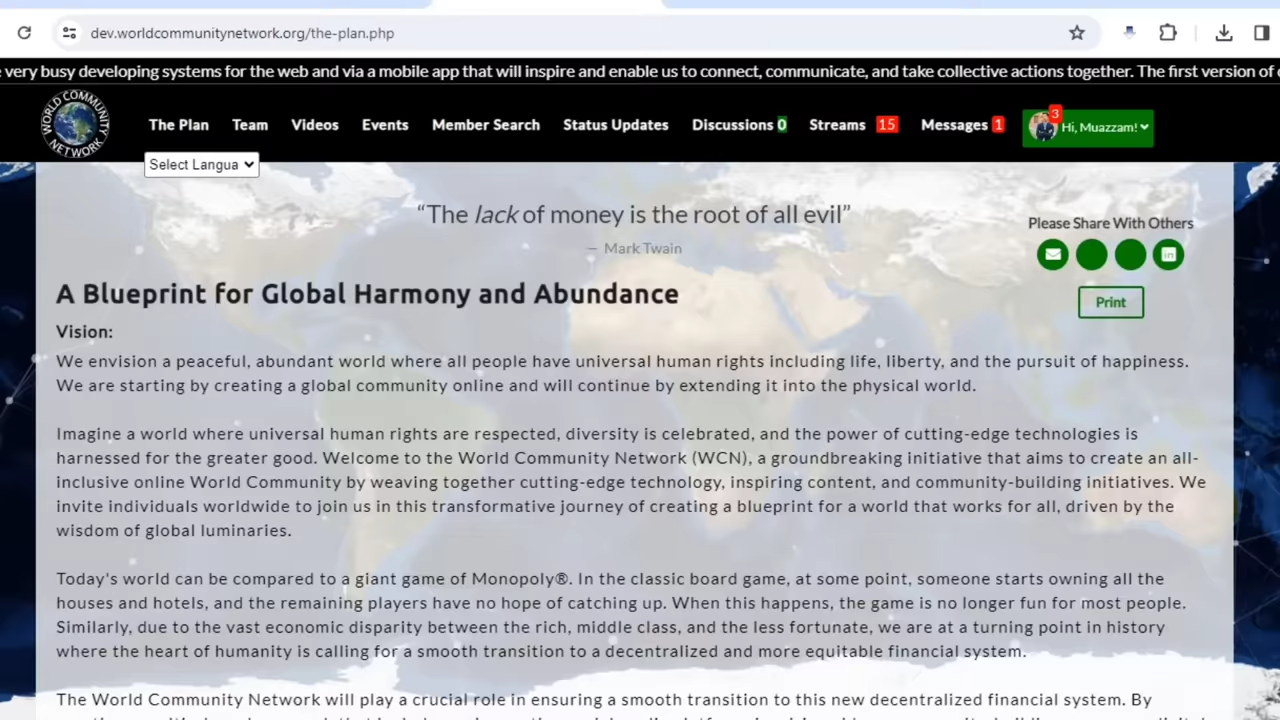 dev.worldcommunitynetwork.org/the-plan.php
very busy developing systems for the web and via a mobile app that will inspire and enable us to connect, communicate, and take collective actions together. The first version of
WORLD COMMUNITY NETWORK
The Plan Team Videos Events Member Search Status Updates Discussions 0 Streams 15 Messages 1 3 Hi, Muazzam!
Select Langua
“The lack of money is the root of all evil”
— Mark Twain
Please Share With Others
in
Print
A Blueprint for Global Harmony and Abundance
Vision:
We envision a peaceful, abundant world where all people have universal human rights including life, liberty, and the pursuit of happiness.
We are starting by creating a global community online and will continue by extending it into the physical world.
Imagine a world where universal human rights are respected, diversity is celebrated, and the power of cutting-edge technologies is
harnessed for the greater good. Welcome to the World Community Network (WCN), a groundbreaking initiative that aims to create an all-
inclusive online World Community by weaving together cutting-edge technology, inspiring content, and community-building initiatives. We
invite individuals worldwide to join us in this transformative journey of creating a blueprint for a world that works for all, driven by the
wisdom of global luminaries.
Today's world can be compared to a giant game of Monopoly®. In the classic board game, at some point, someone starts owning all the
houses and hotels, and the remaining players have no hope of catching up. When this happens, the game is no longer fun for most people.
Similarly, due to the vast economic disparity between the rich, middle class, and the less fortunate, we are at a turning point in history
where the heart of humanity is calling for a smooth transition to a decentralized and more equitable financial system.
The World Community Network will play a crucial role in ensuring a smooth transition to this new decentralized financial system. By